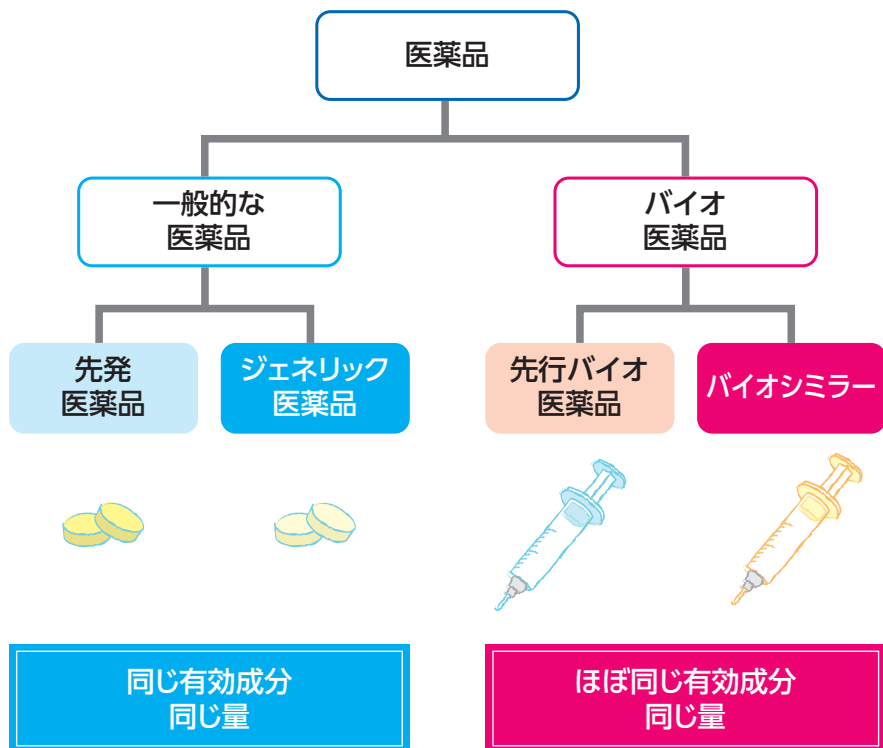 医薬品
一般的な
医薬品
バイオ
医薬品
先発
医薬品
ジェネリック
医薬品
先行バイオ
医薬品
バイオシミラー
同じ有効成分
同じ量
ほぼ同じ有効成分
同じ量